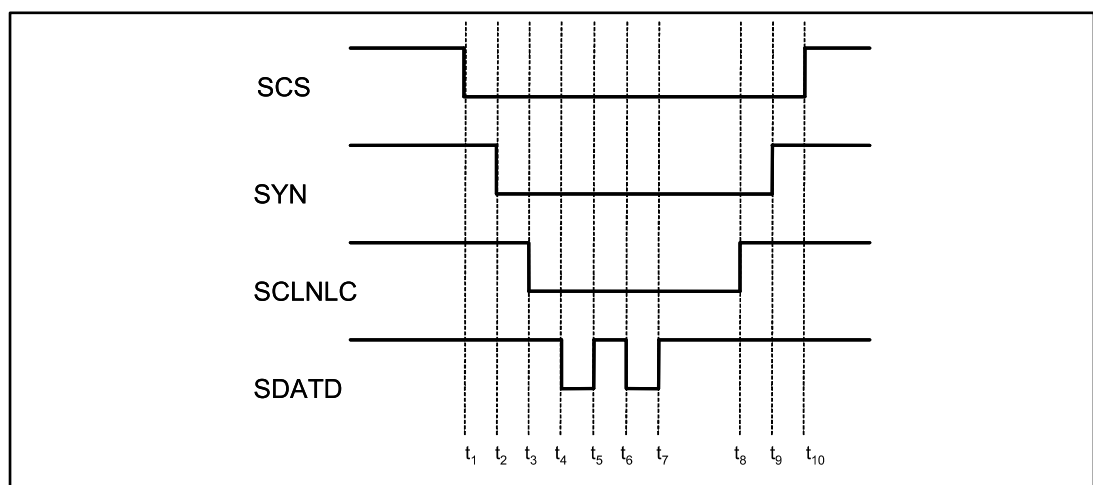 SCS
SYN
SCLNLC
SDATD
t₁ t₂ t₃ t₄ t₅ t₆ t₇ t₈ t₉ t₁₀